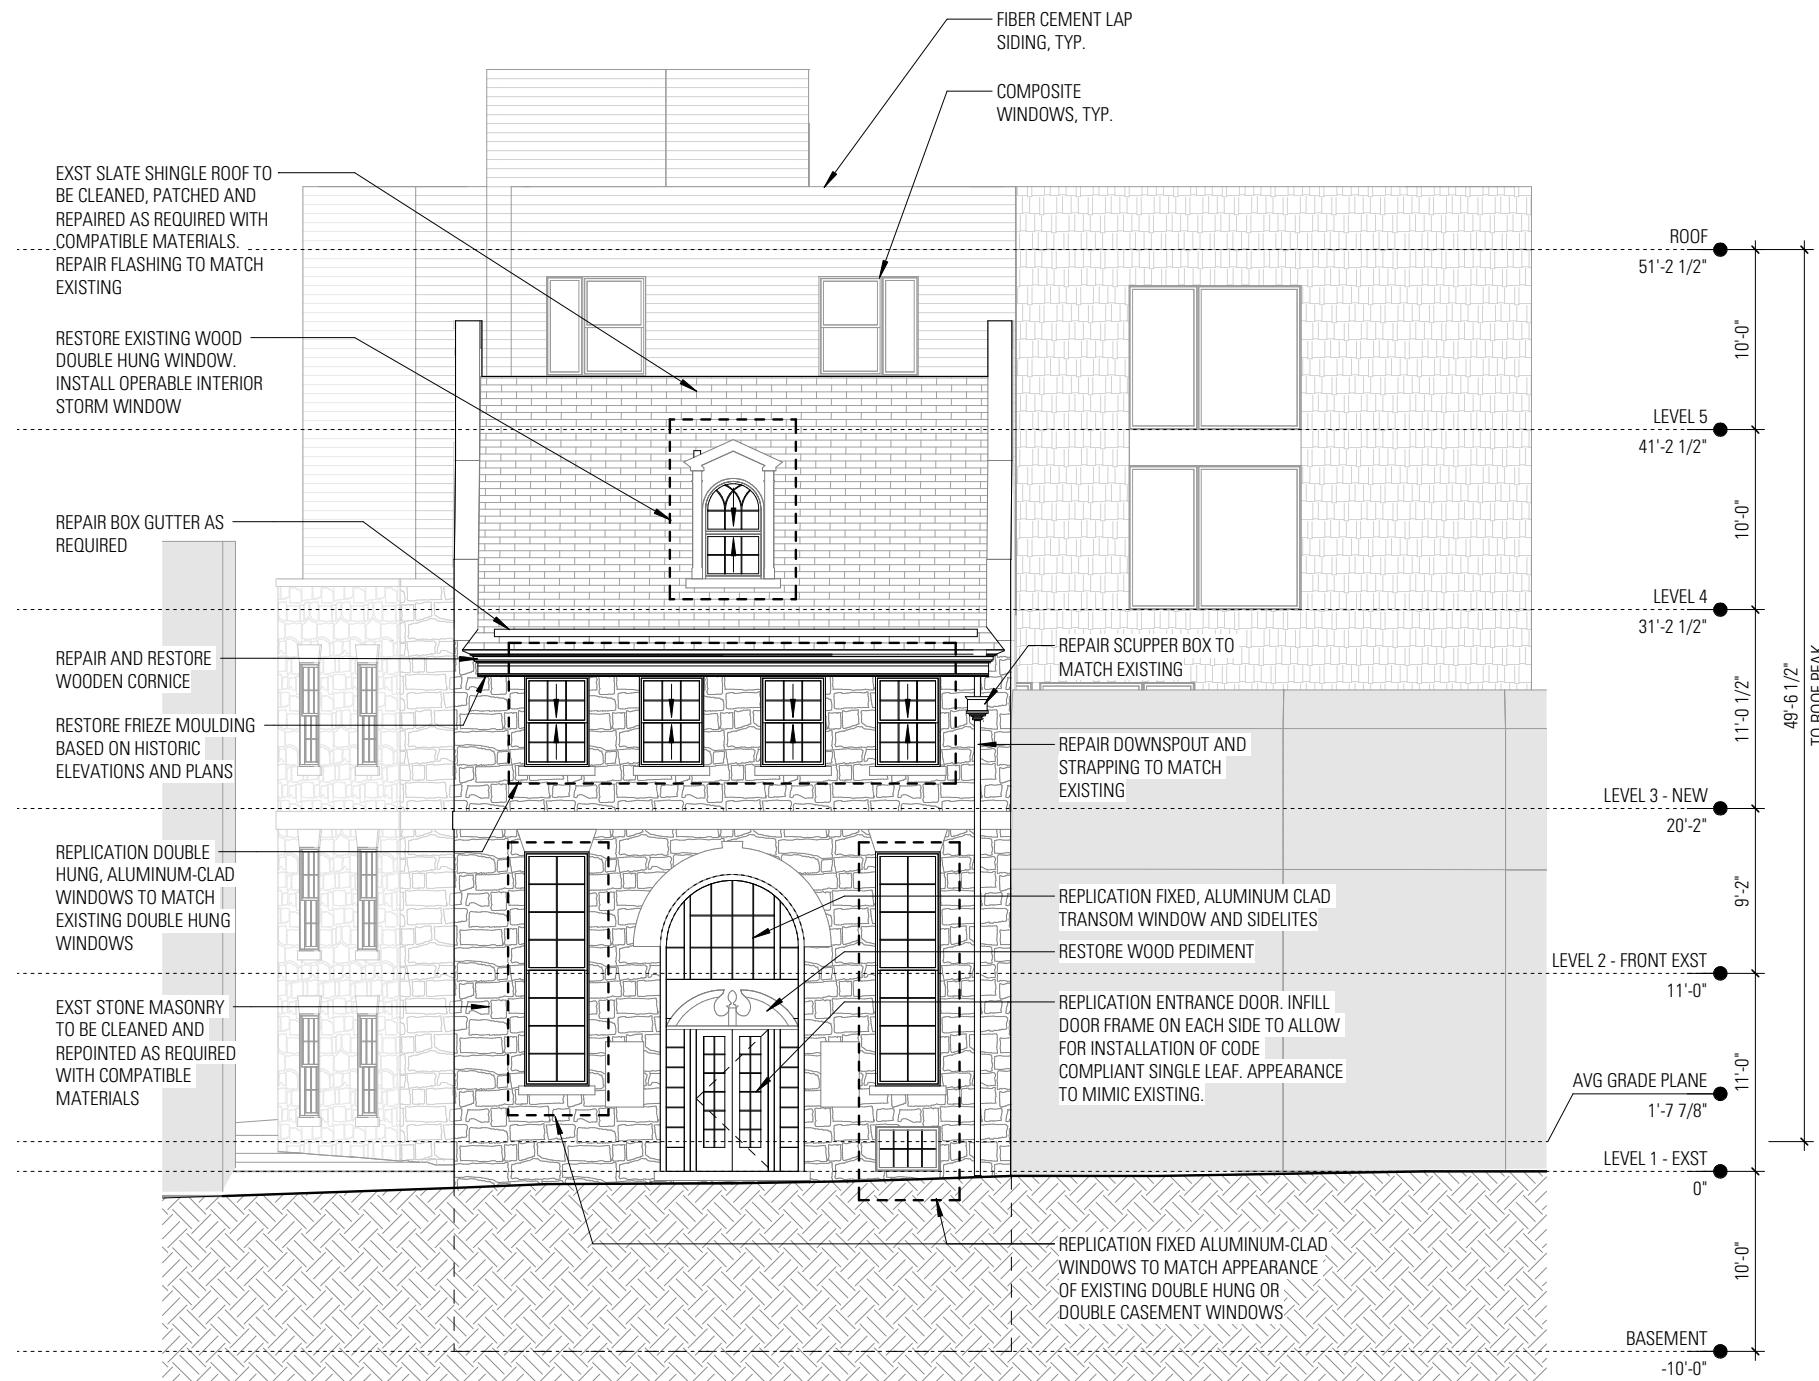 FIBER CEMENT LAP
SIDING, TYP.
COMPOSITE
WINDOWS, TYP.
EXST SLATE SHINGLE ROOF TO
BE CLEANED, PATCHED AND
REPAIRED AS REQUIRED WITH
COMPATIBLE MATERIALS.
REPAIR FLASHING TO MATCH
EXISTING
RESTORE EXISTING WOOD
DOUBLE HUNG WINDOW.
INSTALL OPERABLE INTERIOR
STORM WINDOW
REPAIR BOX GUTTER AS
REQUIRED
REPAIR AND RESTORE
WOODEN CORNICE
RESTORE FRIEZE MOULDING
BASED ON HISTORIC
ELEVATIONS AND PLANS
REPLICATION DOUBLE
HUNG, ALUMINUM-CLAD
WINDOWS TO MATCH
EXISTING DOUBLE HUNG
WINDOWS
EXST STONE MASONRY
TO BE CLEANED AND
REPOINTED AS REQUIRED
WITH COMPATIBLE
MATERIALS
REPAIR SCUPPER BOX TO
MATCH EXISTING
REPAIR DOWNSPOUT AND
STRAPPING TO MATCH
EXISTING
REPLICATION FIXED, ALUMINUM CLAD
TRANSOM WINDOW AND SIDELITES
RESTORE WOOD PEDIMENT
REPLICATION ENTRANCE DOOR. INFILL
DOOR FRAME ON EACH SIDE TO ALLOW
FOR INSTALLATION OF CODE
COMPLIANT SINGLE LEAF. APPEARANCE
TO MIMIC EXISTING.
REPLICATION FIXED ALUMINUM-CLAD
WINDOWS TO MATCH APPEARANCE
OF EXISTING DOUBLE HUNG OR
DOUBLE CASEMENT WINDOWS
ROOF
51'-2 1/2"
10'-0"
LEVEL 5
41'-2 1/2"
10'-0"
LEVEL 4
31'-2 1/2"
11'-0 1/2"
LEVEL 3 - NEW
20'-2"
9'-2"
LEVEL 2 - FRONT EXST
11'-0"
11'-0"
AVG GRADE PLANE
1'-7 7/8"
LEVEL 1 - EXST
0"
10'-0"
BASEMENT
-10'-0"
49'-6 1/2"
TO ROOF PEAK